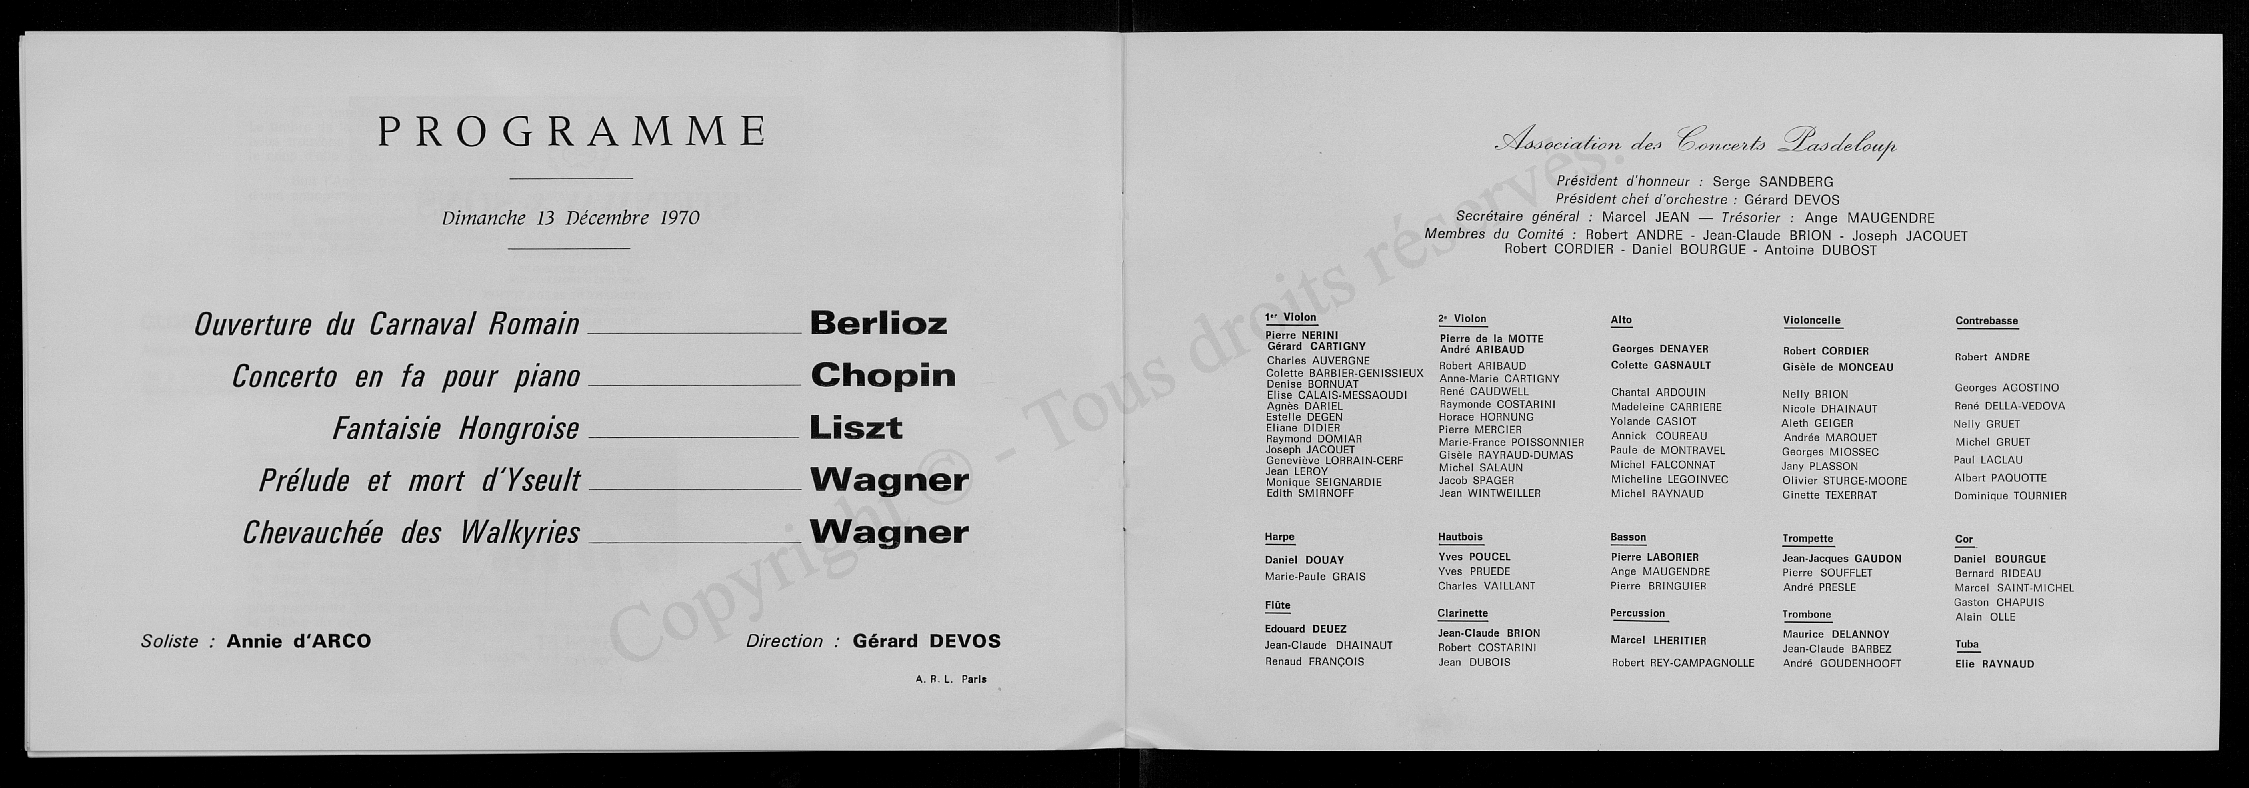 PROGRAMME
Dimanche 13 Décembre 1970
Ouverture du Carnaval Romain Berlioz
Concerto en fa pour piano Chopin
Fantaisie Hongroise Liszt
Prélude et mort d'Yseult Wagner
Chevauchée des Walkyries Wagner
Soliste : Annie d'ARCO
Direction : Gérard DEVOS
A. R. L. Paris
Association des Concerts Pasdeloup
Président d'honneur : Serge SANDBERG
Président chef d'orchestre : Gérard DEVOS
Secrétaire général : Marcel JEAN — Trésorier : Ange MAUGENDRE
Membres du Comité : Robert ANDRE - Jean-Claude BRION - Joseph JACQUET
Robert CORDIER - Daniel BOURGUE - Antoine DUBOST
1er Violon
Pierre NERINI
Gérard CARTIGNY
Charles AUVERGNE
Colette BARBIER-GENISSIEUX
Denise BORNUAT
Elise CALAIS-MESSAOUDI
Agnès DARIEL
Estelle DEGEN
Eliane DIDIER
Raymond DOMIAR
Joseph JACQUET
Geneviève LORRAIN-CERF
Jean LEROY
Monique SEIGNARDIE
Edith SMIRNOFF
2e Violon
Pierre de la MOTTE
André ARIBAUD
Robert ARIBAUD
Anne-Marie CARTIGNY
René CAUDWELL
Raymonde COSTARINI
Horace HORNUNG
Pierre MERCIER
Marie-France POISSONNIER
Gisèle RAYRAUD-DUMAS
Michel SALAUN
Jacob SPAGER
Jean WINTWEILLER
Alto
Georges DENAYER
Colette GASNAULT
Chantal ARDOUIN
Madeleine CARRIERE
Yolande CASIOT
Annick COUREAU
Paule de MONTRAVEL
Michel FALCONNAT
Micheline LEGOINVEC
Michel RAYNAUD
Violoncelle
Robert CORDIER
Gisèle de MONCEAU
Nelly BRION
Nicole DHAINAUT
Aleth GEIGER
Andrée MARQUET
Georges MIOSSEC
Jany PLASSON
Olivier STURGE-MOORE
Ginette TEXERRAT
Contrebasse
Robert ANDRE
Georges AGOSTINO
René DELLA-VEDOVA
Nelly GRUET
Michel GRUET
Paul LACLAU
Albert PAQUOTTE
Dominique TOURNIER
Harpe
Daniel DOUAY
Marie-Paule GRAIS
Flûte
Edouard DEUEZ
Jean-Claude DHAINAUT
Renaud FRANÇOIS
Hautbois
Yves POUCEL
Yves PRUEDE
Charles VAILLANT
Clarinette
Jean-Claude BRION
Robert COSTARINI
Jean DUBOIS
Basson
Pierre LABORIER
Ange MAUGENDRE
Pierre BRINGUIER
Percussion
Marcel LHERITIER
Robert REY-CAMPAGNOLLE
Trompette
Jean-Jacques GAUDON
Pierre SOUFFLET
André PRESLE
Trombone
Maurice DELANNOY
Jean-Claude BARBEZ
André GOUDENHOOFT
Cor
Daniel BOURGUE
Bernard RIDEAU
Marcel SAINT-MICHEL
Gaston CHAPUIS
Alain OLLE
Tuba
Elie RAYNAUD
Copyright © - Tous droits réservés.